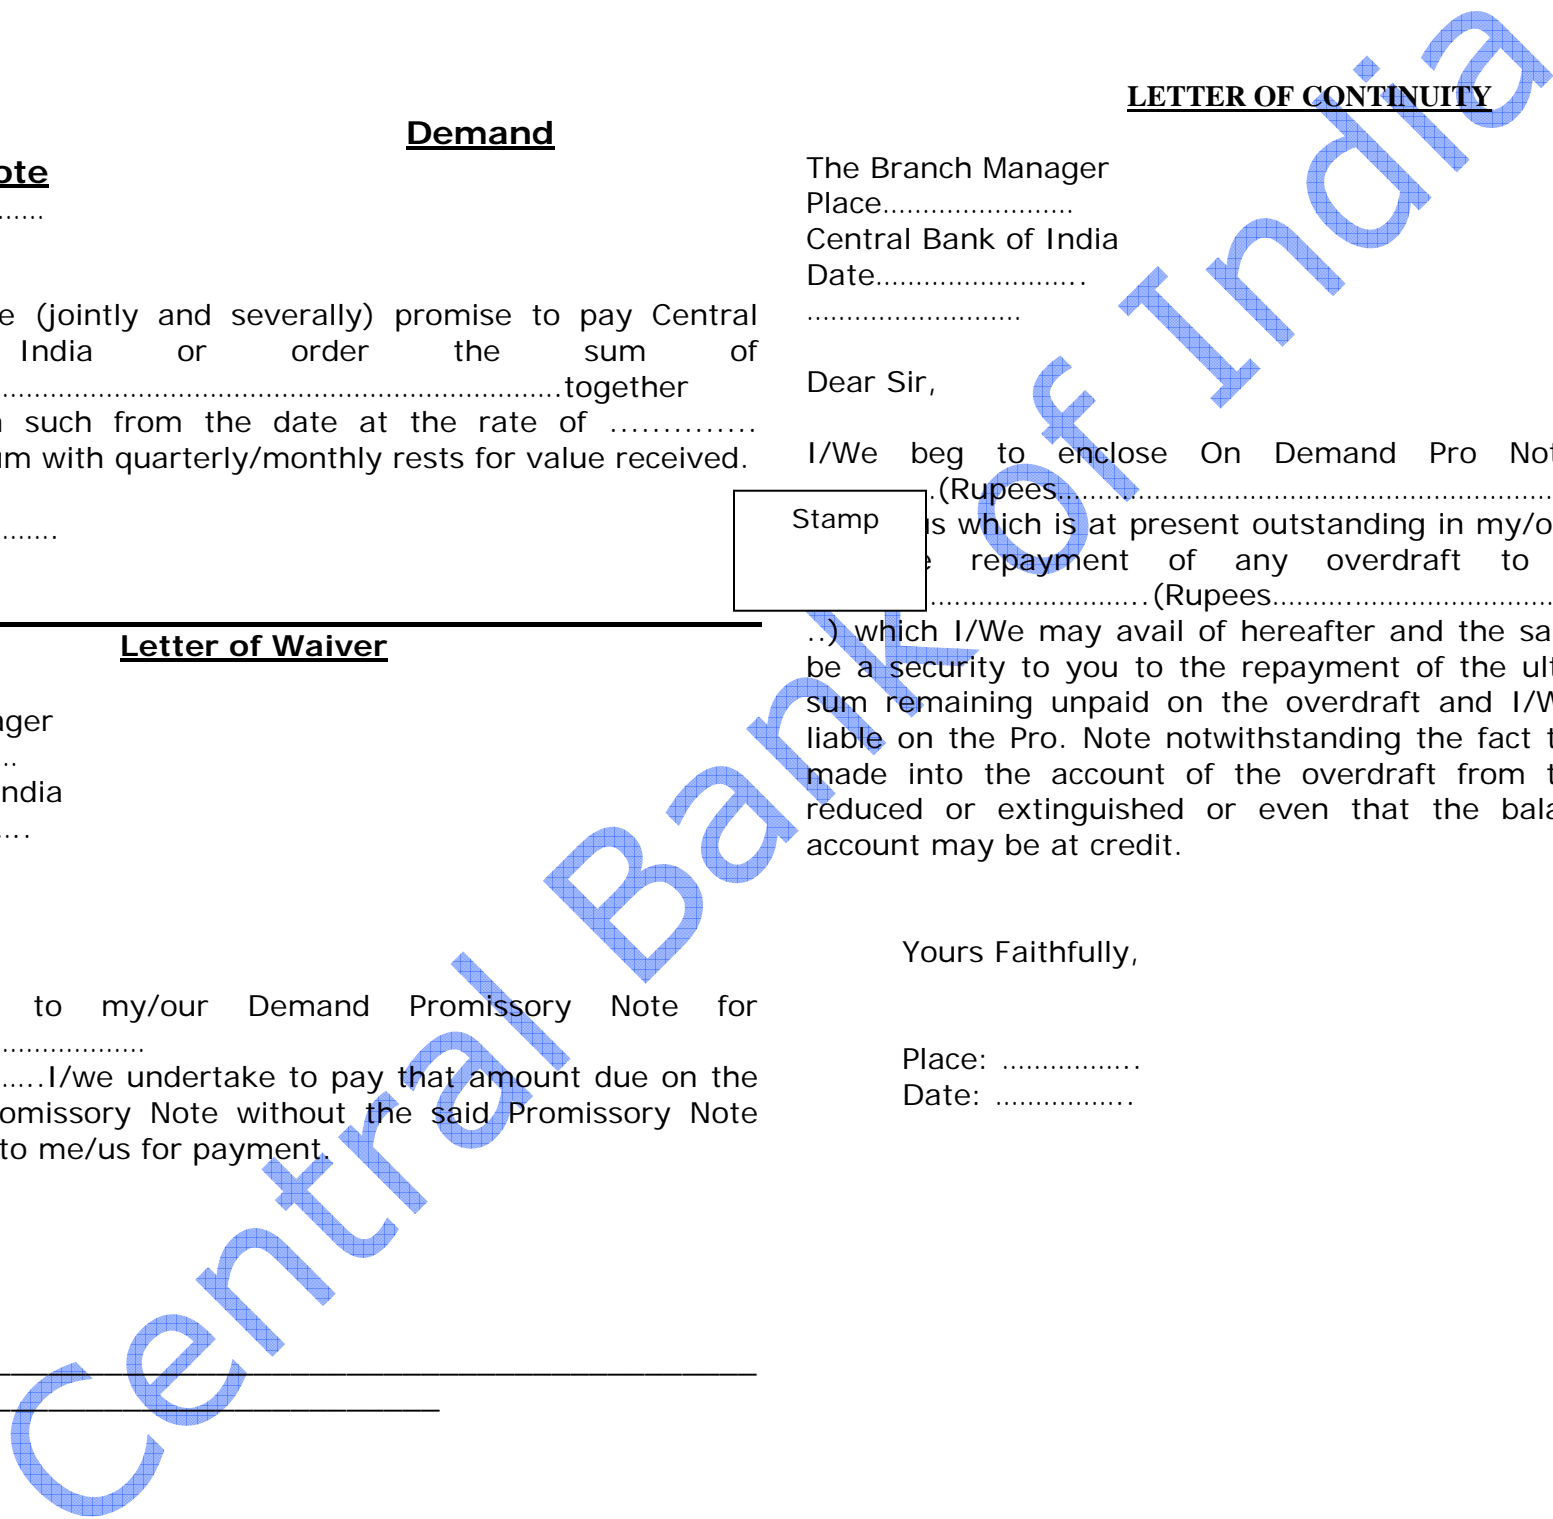 Demand
ote
......
e (jointly and severally) promise to pay Central
India or order the sum of
......................................................................together
such from the date at the rate of ..............
um with quarterly/monthly rests for value received.
........
Letter of Waiver
ager
..
ndia
.....
to my/our Demand Promissory Note for
...................
......I/we undertake to pay that amount due on the
omissory Note without the said Promissory Note
to me/us for payment.
LETTER OF CONTINUITY
The Branch Manager
Place........................
Central Bank of India
Date..........................
...........................
Dear Sir,
I/We beg to enclose On Demand Pro Not
.(Rupees..............................................................
Stamp
us which is at present outstanding in my/o
e repayment of any overdraft to
............................(Rupees...................................
..) which I/We may avail of hereafter and the sa
be a security to you to the repayment of the ult
sum remaining unpaid on the overdraft and I/W
liable on the Pro. Note notwithstanding the fact t
made into the account of the overdraft from t
reduced or extinguished or even that the bala
account may be at credit.
Yours Faithfully,
Place: .................
Date: .................
Central Bank of India